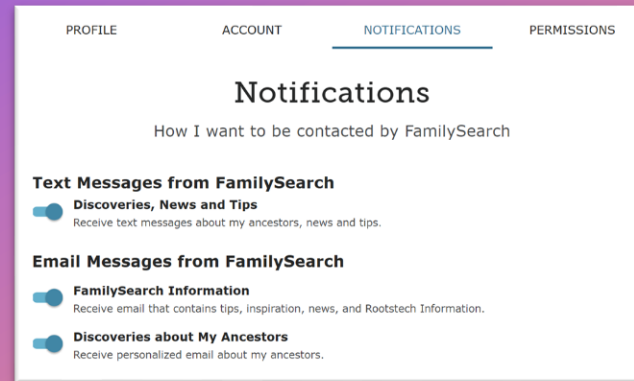 PROFILE ACCOUNT NOTIFICATIONS PERMISSIONS
Notifications
How I want to be contacted by FamilySearch
Text Messages from FamilySearch
Discoveries, News and Tips
Receive text messages about my ancestors, news and tips.
Email Messages from FamilySearch
FamilySearch Information
Receive email that contains tips, inspiration, news, and Rootstech Information.
Discoveries about My Ancestors
Receive personalized email about my ancestors.